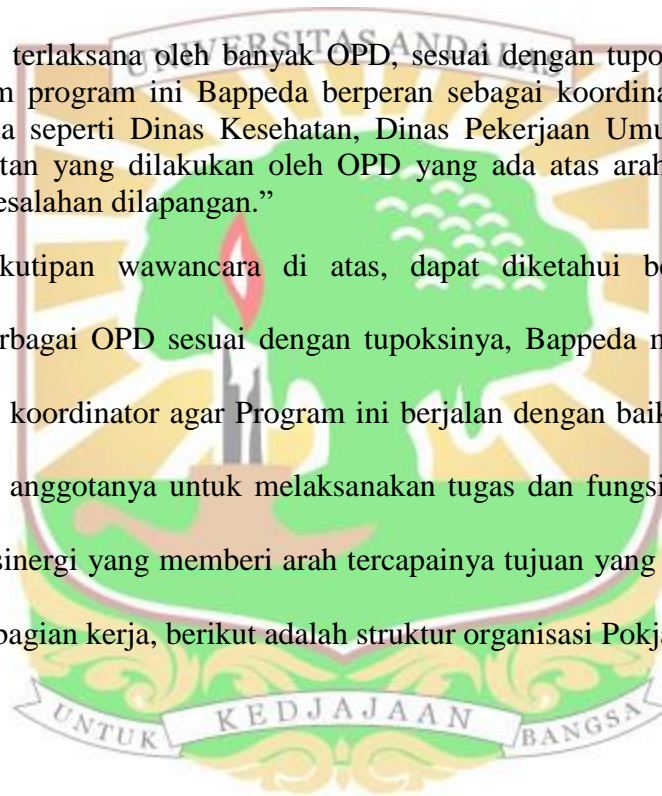 UNIVERSITAS ANDALAS
terlaksana oleh banyak OPD, sesuai dengan tupo
program ini Bappeda berperan sebagai koordina
seperti Dinas Kesehatan, Dinas Pekerjaan Umu
tan yang dilakukan oleh OPD yang ada atas arah
esalahan dilapangan.”
kutipan wawancara di atas, dapat diketahui be
rbagai OPD sesuai dengan tupoksinya, Bappeda m
koordinator agar Program ini berjalan dengan baik
anggotanya untuk melaksanakan tugas dan fungsi
sinergi yang memberi arah tercapainya tujuan yang
bagian kerja, berikut adalah struktur organisasi Pokja
UNTUK KEDJAJAAN BANGSA